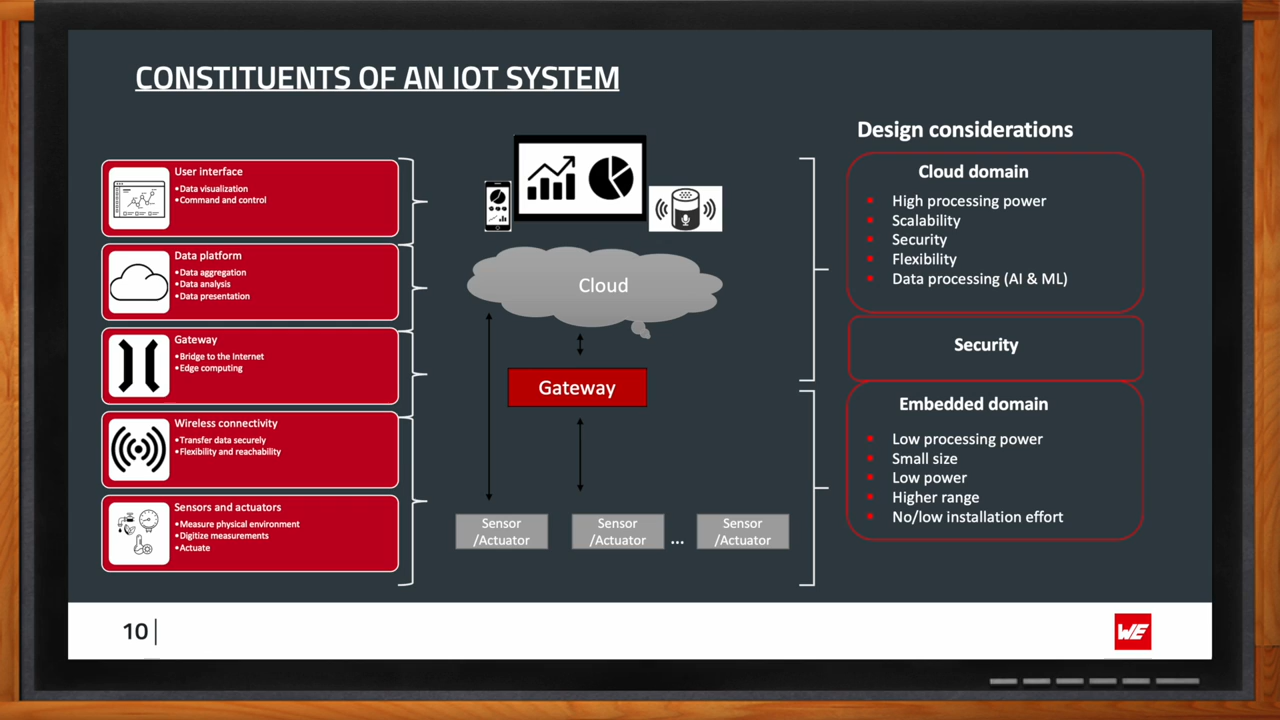 CONSTITUENTS OF AN IOT SYSTEM
User interface
•Data visualization
•Command and control
Data platform
•Data aggregation
•Data analysis
•Data presentation
Gateway
•Bridge to the internet
•Edge computing
Wireless connectivity
•Transfer data securely
•Flexibility and reachability
Sensors and actuators
•Measure physical environment
•Digitize measurements
•Actuate
Cloud
Gateway
Sensor
/Actuator
Sensor
/Actuator
...
Sensor
/Actuator
Design considerations
Cloud domain
▪ High processing power
▪ Scalability
▪ Security
▪ Flexibility
▪ Data processing (AI & ML)
Security
Embedded domain
▪ Low processing power
▪ Small size
▪ Low power
▪ Higher range
▪ No/low installation effort
10 |
WE